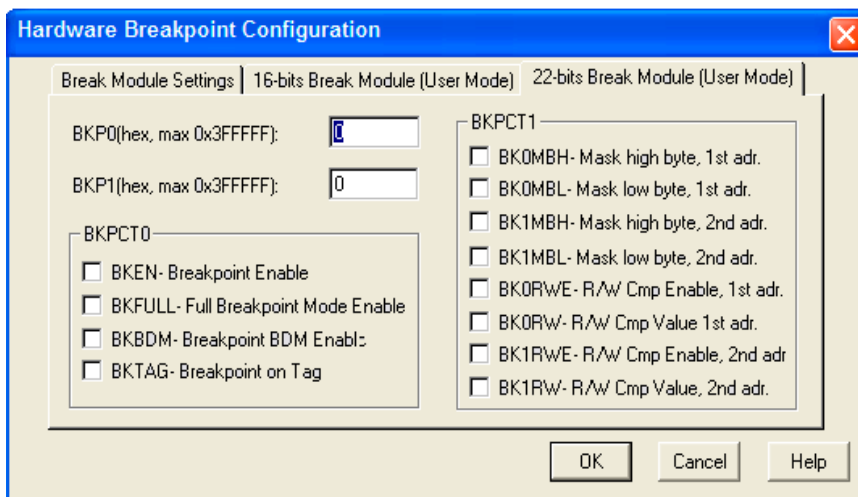 Hardware Breakpoint Configuration
Break Module Settings
16-bits Break Module (User Mode)
22-bits Break Module (User Mode)
BKP0(hex, max 0x3FFFFF):
0
BKP1(hex, max 0x3FFFFF):
0
BKPCT0
BKEN- Breakpoint Enable
BKFULL- Full Breakpoint Mode Enable
BKBDM- Breakpoint BDM Enable
BKTAG- Breakpoint on Tag
BKPCT1
BK0MBH- Mask high byte, 1st adr.
BK0MBL- Mask low byte, 1st adr.
BK1MBH- Mask high byte, 2nd adr.
BK1MBL- Mask low byte, 2nd adr.
BK0RWE- R/W Cmp Enable, 1st adr.
BK0RW- R/W Cmp Value 1st adr.
BK1RWE- R/W Cmp Enable, 2nd adr
BK1RW- R/W Cmp Value, 2nd adr.
OK
Cancel
Help